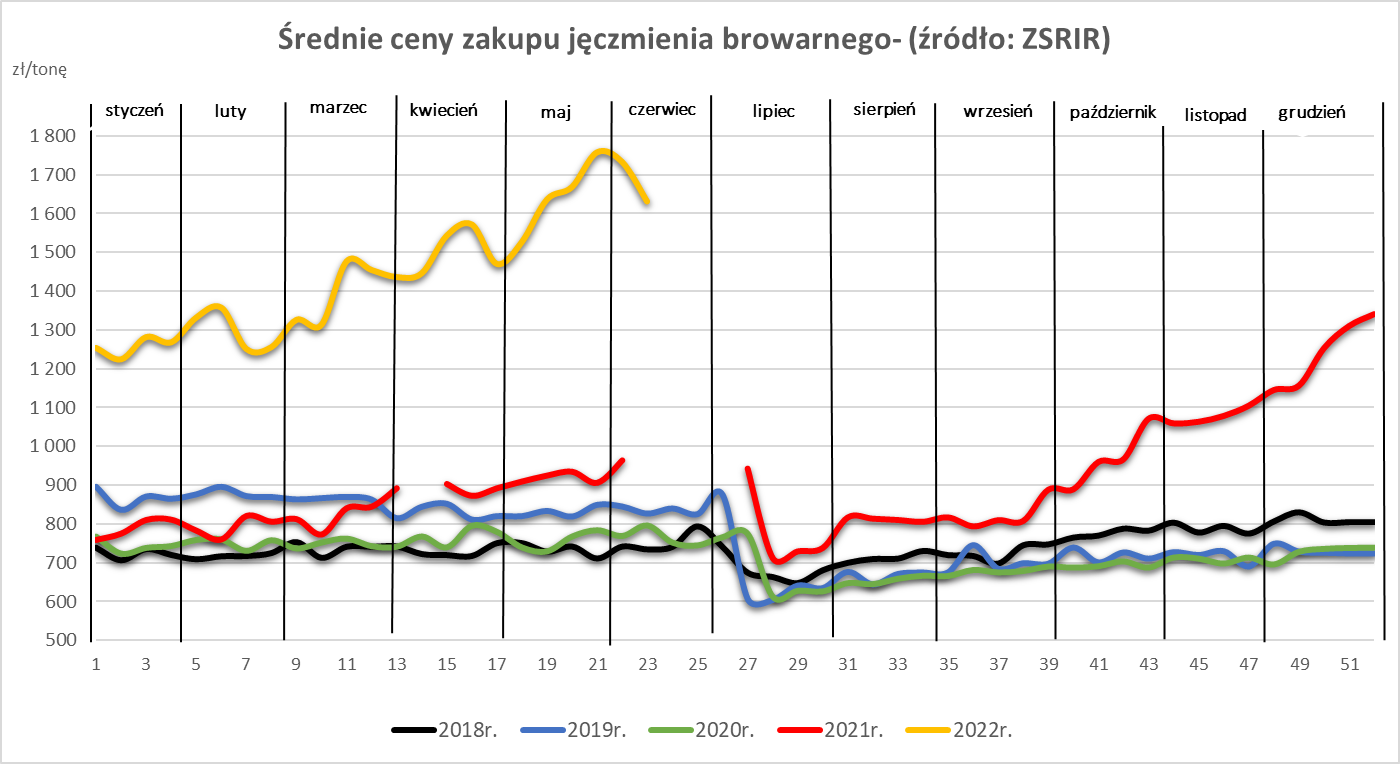 Średnie ceny zakupu jęczmienia browarnego- (źródło: ZSRIR)
zł/tonę
styczeń luty marzec kwiecień maj czerwiec lipiec sierpień wrzesień październik listopad grudzień
1 800
1 700
1 600
1 500
1 400
1 300
1 200
1 100
1 000
900
800
700
600
500
1 3 5 7 9 11 13 15 17 19 21 23 25 27 29 31 33 35 37 39 41 43 45 47 49 51
2018r. 2019r. 2020r. 2021r. 2022r.